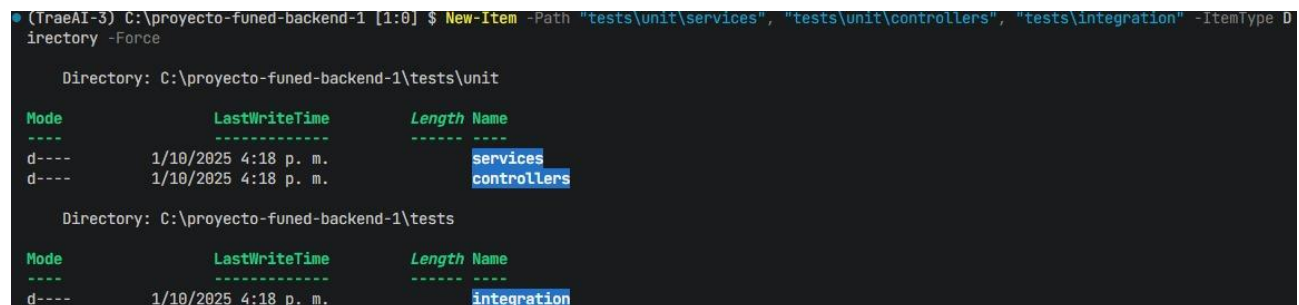 (TraeAI-3) C:\proyecto-funed-backend-1 [1:0] $ New-Item -Path "tests\unit\services", "tests\unit\controllers", "tests\integration" -ItemType D
irectory -Force
Directory: C:\proyecto-funed-backend-1\tests\unit
Mode LastWriteTime Length Name
---- ------------- ------ ----
d---- 1/10/2025 4:18 p. m. services
d---- 1/10/2025 4:18 p. m. controllers
Directory: C:\proyecto-funed-backend-1\tests
Mode LastWriteTime Length Name
---- ------------- ------ ----
d---- 1/10/2025 4:18 p. m. integration